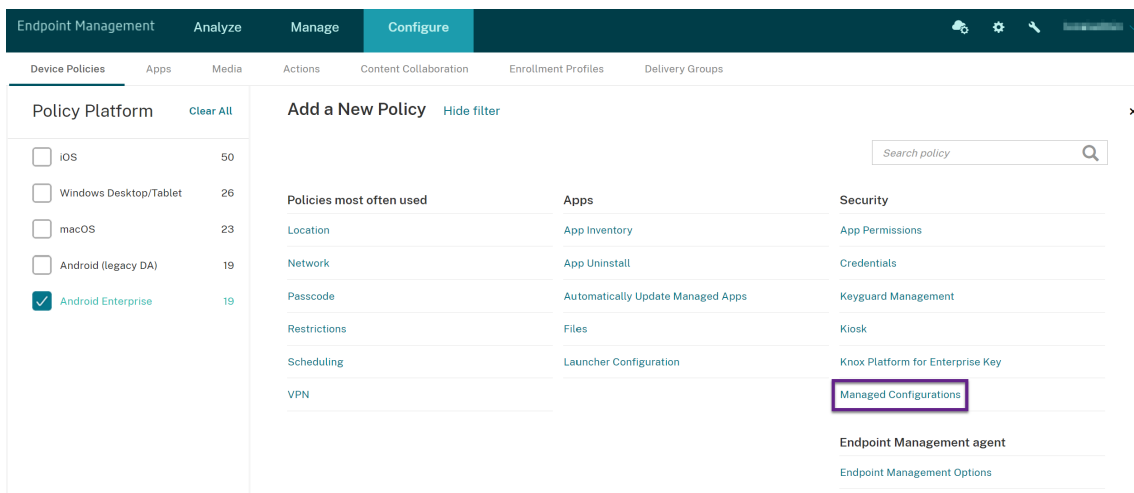 Endpoint Management Analyze Manage Configure
Device Policies Apps Media Actions Content Collaboration Enrollment Profiles Delivery Groups
Policy Platform Clear All
iOS 50
Windows Desktop/Tablet 26
macOS 23
Android (legacy DA) 19
Android Enterprise 19
Add a New Policy Hide filter
Search policy
Policies most often used
Location
Network
Passcode
Restrictions
Scheduling
VPN
Apps
App Inventory
App Uninstall
Automatically Update Managed Apps
Files
Launcher Configuration
Security
App Permissions
Credentials
Keyguard Management
Kiosk
Knox Platform for Enterprise Key
Managed Configurations
Endpoint Management agent
Endpoint Management Options